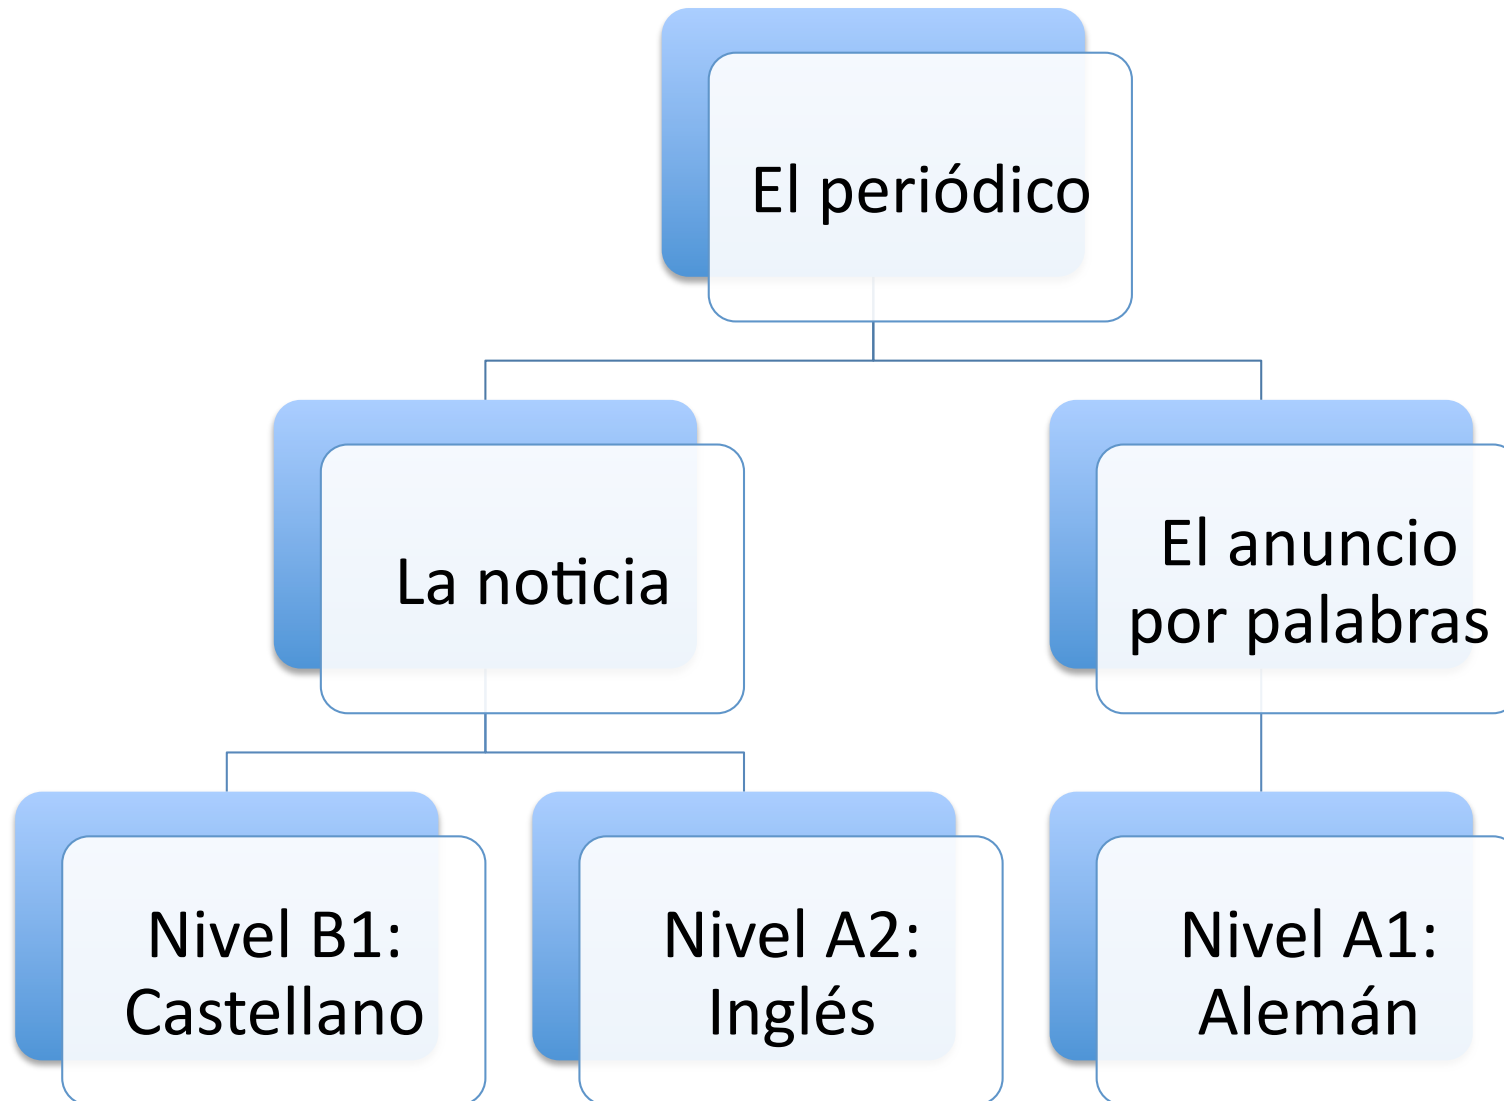 El periódico
La noticia
El anuncio
por palabras
Nivel B1:
Castellano
Nivel A2:
Inglés
Nivel A1:
Alemán